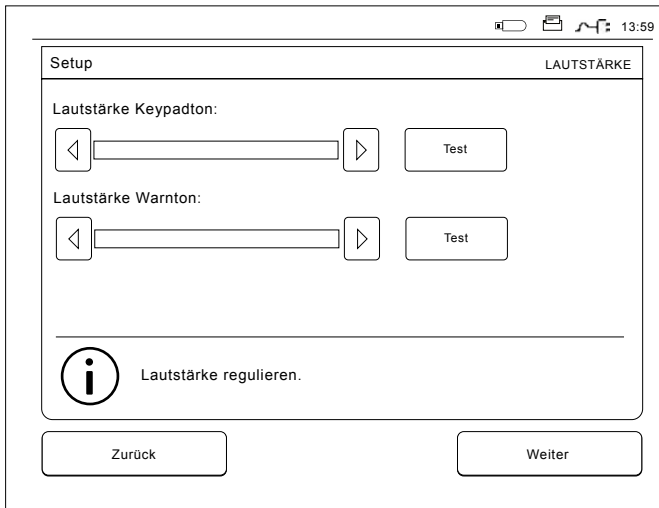 13:59
Setup LAUTSTÄRKE
Lautstärke Keypadton:
Test
Lautstärke Warnton:
Test
Lautstärke regulieren.
Zurück Weiter